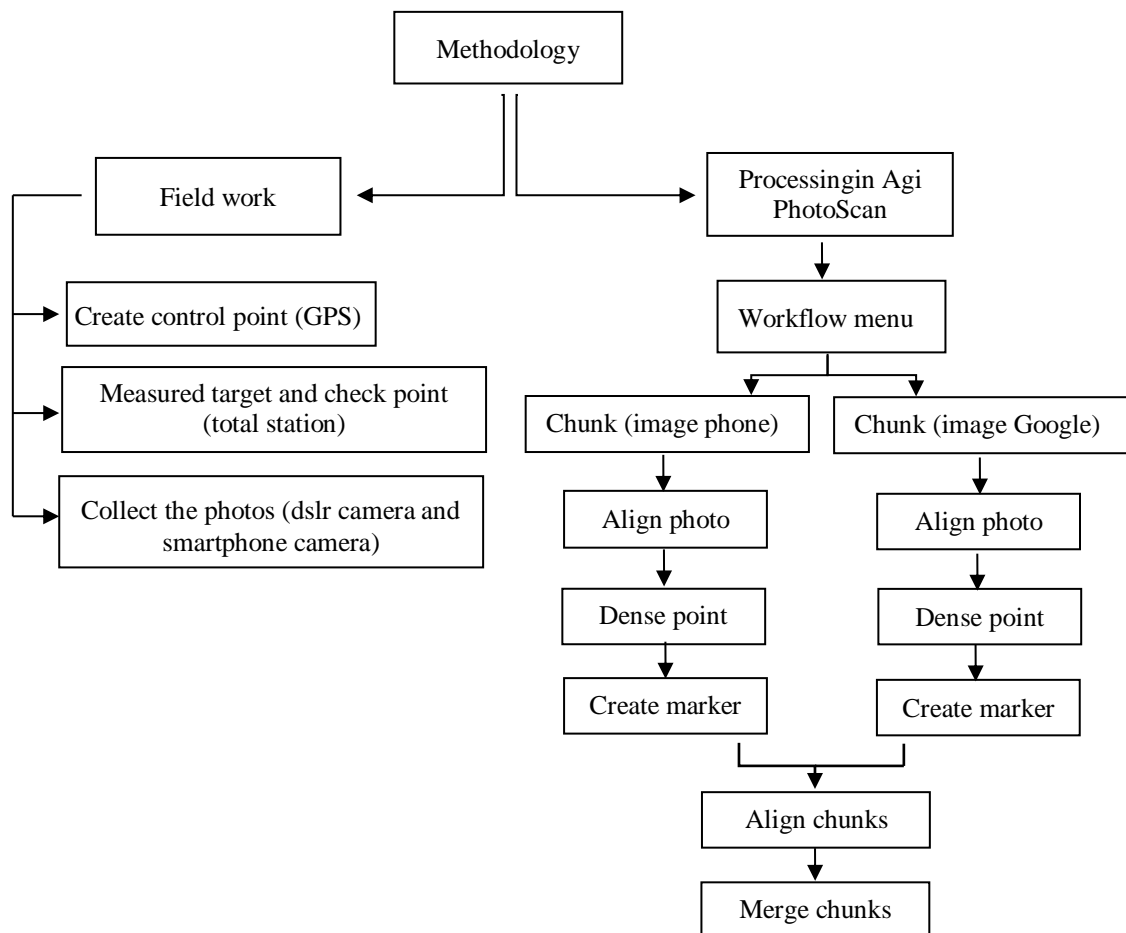 Methodology
Field work
Processingin Agi
PhotoScan
Create control point (GPS)
Workflow menu
Measured target and check point
(total station)
Chunk (image phone)
Chunk (image Google)
Collect the photos (dslr camera and
smartphone camera)
Align photo
Align photo
Dense point
Dense point
Create marker
Create marker
Align chunks
Merge chunks